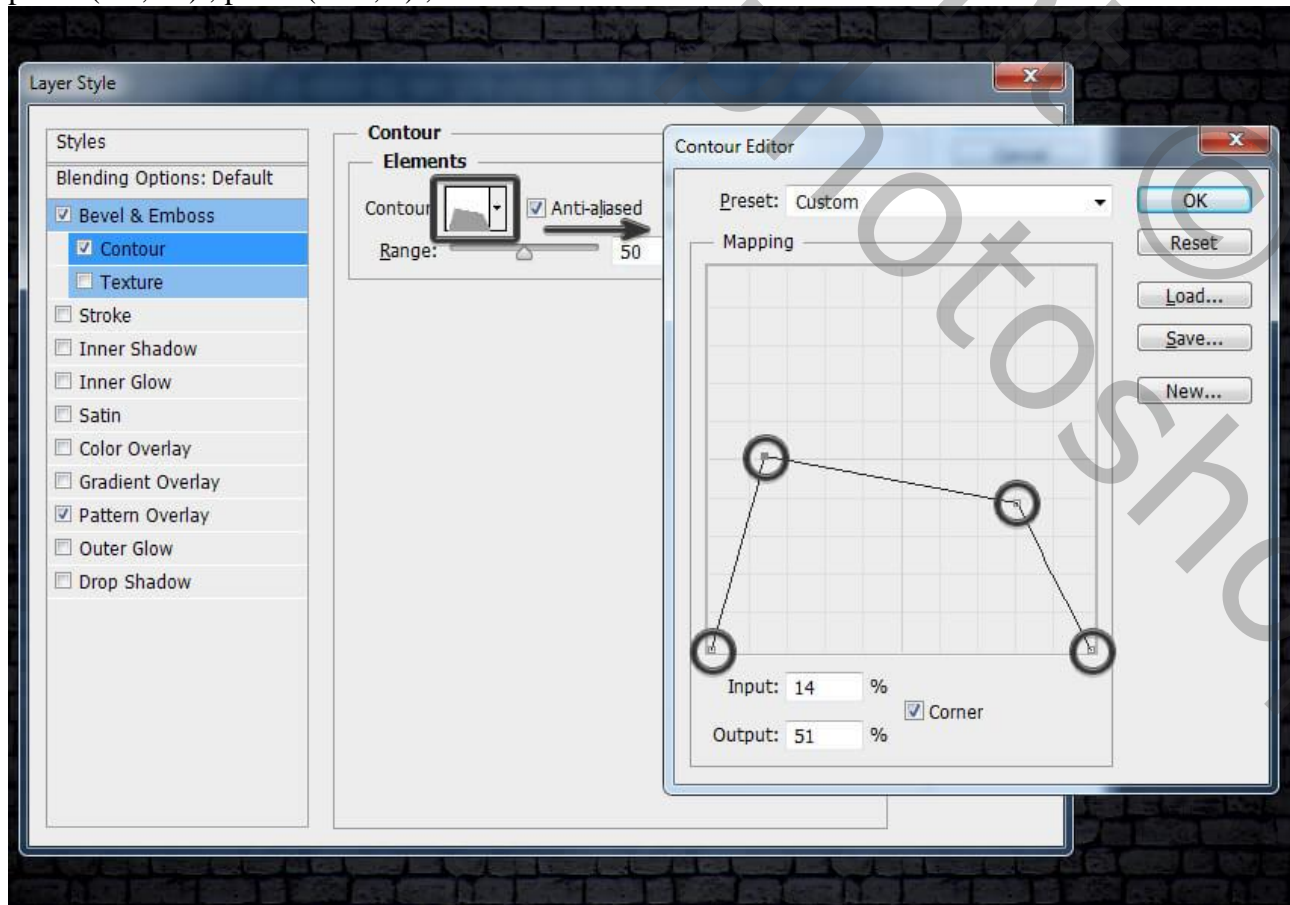 Layer Style
Styles
Blending Options: Default
Bevel & Emboss
Contour
Texture
Stroke
Inner Shadow
Inner Glow
Satin
Color Overlay
Gradient Overlay
Pattern Overlay
Outer Glow
Drop Shadow
Contour
Elements
Contour
Anti-aliased
Range: 50
Contour Editor
Preset: Custom
Mapping
Input: 14 %
Corner
Output: 51 %
OK
Reset
Load...
Save...
New...